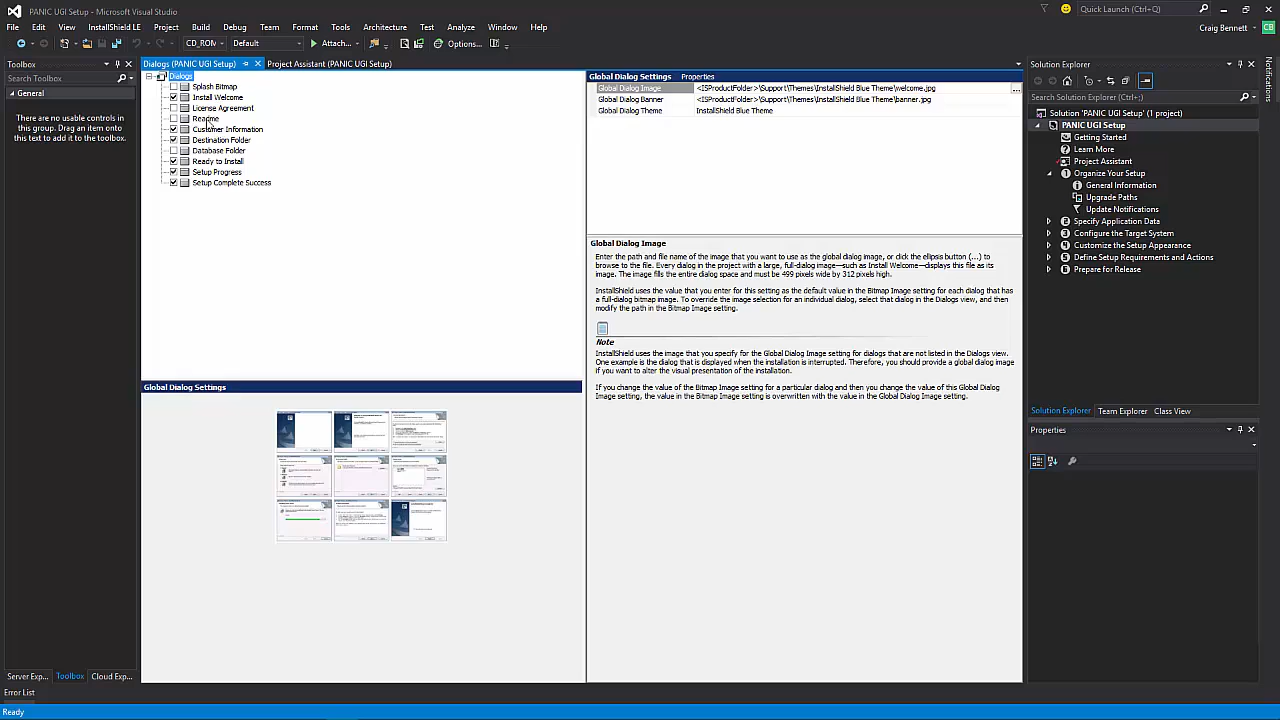 PANIC UGI Setup - Microsoft Visual Studio
Quick Launch (Ctrl+Q)
File Edit View InstallShield LE Project Build Debug Team Format Tools Architecture Test Analyze Window Help
Craig Bennett CB
CD_ROM Default Attach... Options...
Toolbox
Search Toolbox
General
There are no usable controls in
this group. Drag an item onto
this text to add it to the toolbox.
Server Exp... Toolbox Cloud Exp...
Dialogs (PANIC UGI Setup) Project Assistant (PANIC UGI Setup)
Dialogs
Splash Bitmap
Install Welcome
License Agreement
Readme
Customer Information
Destination Folder
Database Folder
Ready to Install
Setup Progress
Setup Complete Success
Global Dialog Settings
Global Dialog Settings Properties
Global Dialog Image <ISProductFolder>\Support\Themes\InstallShield Blue Theme\welcome.jpg ...
Global Dialog Banner <ISProductFolder>\Support\Themes\InstallShield Blue Theme\banner.jpg
Global Dialog Theme InstallShield Blue Theme
Global Dialog Image
Enter the path and file name of the image that you want to use as the global dialog image, or click the ellipsis button (...) to
browse to the file. Every dialog in the project with a large, full-dialog image—such as Install Welcome—displays this file as its
image. The image fills the entire dialog space and must be 499 pixels wide by 312 pixels high.
InstallShield uses the value that you enter for this setting as the default value in the Bitmap Image setting for each dialog that has
a full-dialog bitmap image. To override the image selection for an individual dialog, select that dialog in the Dialogs view, and then
modify the path in the Bitmap Image setting.
Note
InstallShield uses the image that you specify for the Global Dialog Image setting for dialogs that are not listed in the Dialogs view.
One example is the dialog that is displayed when the installation is interrupted. Therefore, you should provide a global dialog image
if you want to alter the visual presentation of the installation.
If you change the value of the Bitmap Image setting for a particular dialog and then you change the value of this Global Dialog
Image setting, the value in the Bitmap Image setting is overwritten with the value in the Global Dialog Image setting.
Solution Explorer
Search Solution Explorer (Ctrl+;)
Solution 'PANIC UGI Setup' (1 project)
PANIC UGI Setup
Getting Started
Learn More
Project Assistant
1 Organize Your Setup
General Information
Upgrade Paths
Update Notifications
2 Specify Application Data
3 Configure the Target System
4 Customize the Setup Appearance
5 Define Setup Requirements and Actions
6 Prepare for Release
Solution Explorer Team Explorer Class View
Properties
Notifications
Error List
Ready